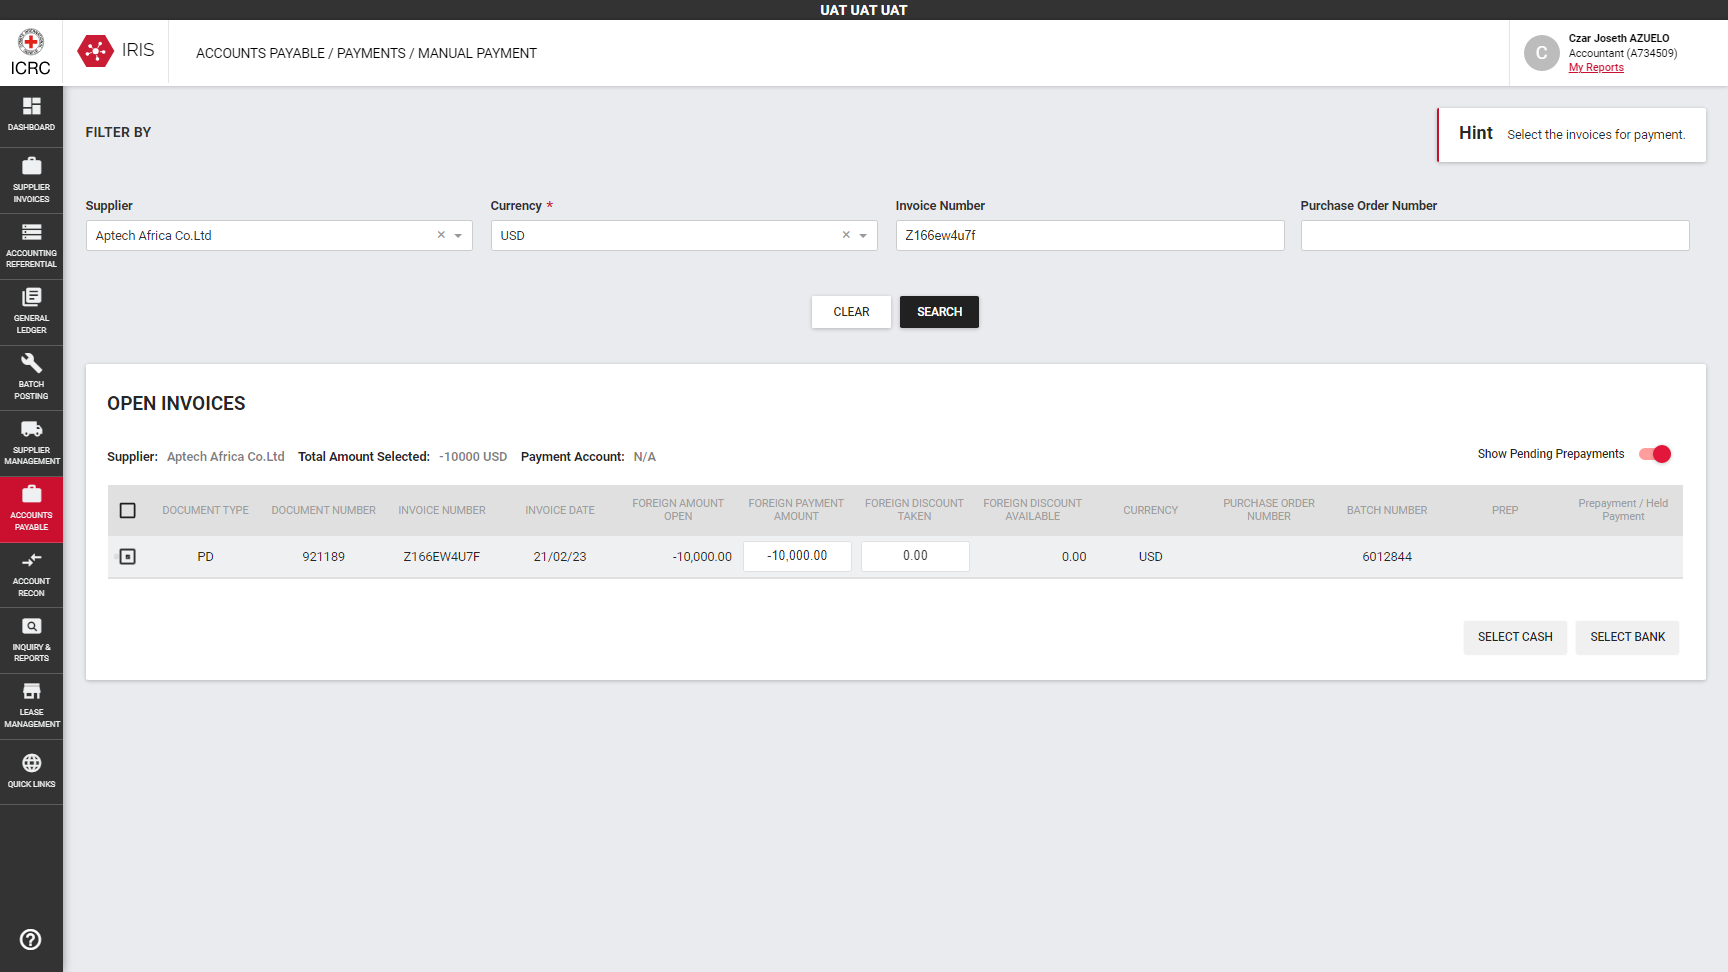 UAT UAT UAT
ICRC
IRIS
ACCOUNTS PAYABLE / PAYMENTS / MANUAL PAYMENT
C
Czar Joseth AZUELO
Accountant (A734509)
My Reports
DASHBOARD
SUPPLIER
INVOICES
ACCOUNTING
REFERENTIAL
GENERAL
LEDGER
BATCH
POSTING
SUPPLIER
MANAGEMENT
ACCOUNTS
PAYABLE
ACCOUNT
RECON
INQUIRY &
REPORTS
LEASE
MANAGEMENT
QUICK LINKS
FILTER BY
Hint Select the invoices for payment.
Supplier
Aptech Africa Co.Ltd
Currency *
USD
Invoice Number
Z166ew4u7f
Purchase Order Number
CLEAR
SEARCH
OPEN INVOICES
Supplier: Aptech Africa Co.Ltd Total Amount Selected: -10000 USD Payment Account: N/A
Show Pending Prepayments
DOCUMENT TYPE
DOCUMENT NUMBER
INVOICE NUMBER
INVOICE DATE
FOREIGN AMOUNT
OPEN
FOREIGN PAYMENT
AMOUNT
FOREIGN DISCOUNT
TAKEN
FOREIGN DISCOUNT
AVAILABLE
CURRENCY
PURCHASE ORDER
NUMBER
BATCH NUMBER
PREP
Prepayment / Held
Payment
PD 921189 Z166EW4U7F 21/02/23 -10,000.00 -10,000.00 0.00 0.00 USD 6012844
SELECT CASH
SELECT BANK